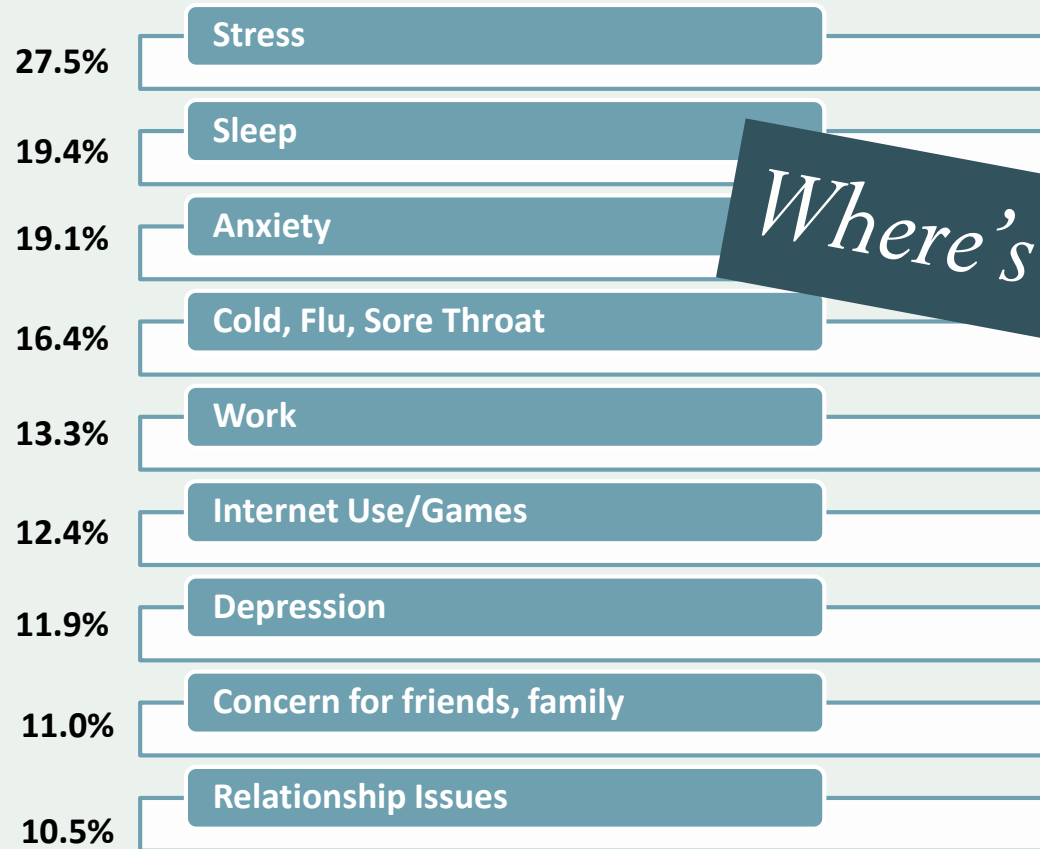 27.5%
Stress
19.4%
Sleep
19.1%
Anxiety
Where's
16.4%
Cold, Flu, Sore Throat
13.3%
Work
12.4%
Internet Use/Games
11.9%
Depression
11.0%
Concern for friends, family
10.5%
Relationship Issues